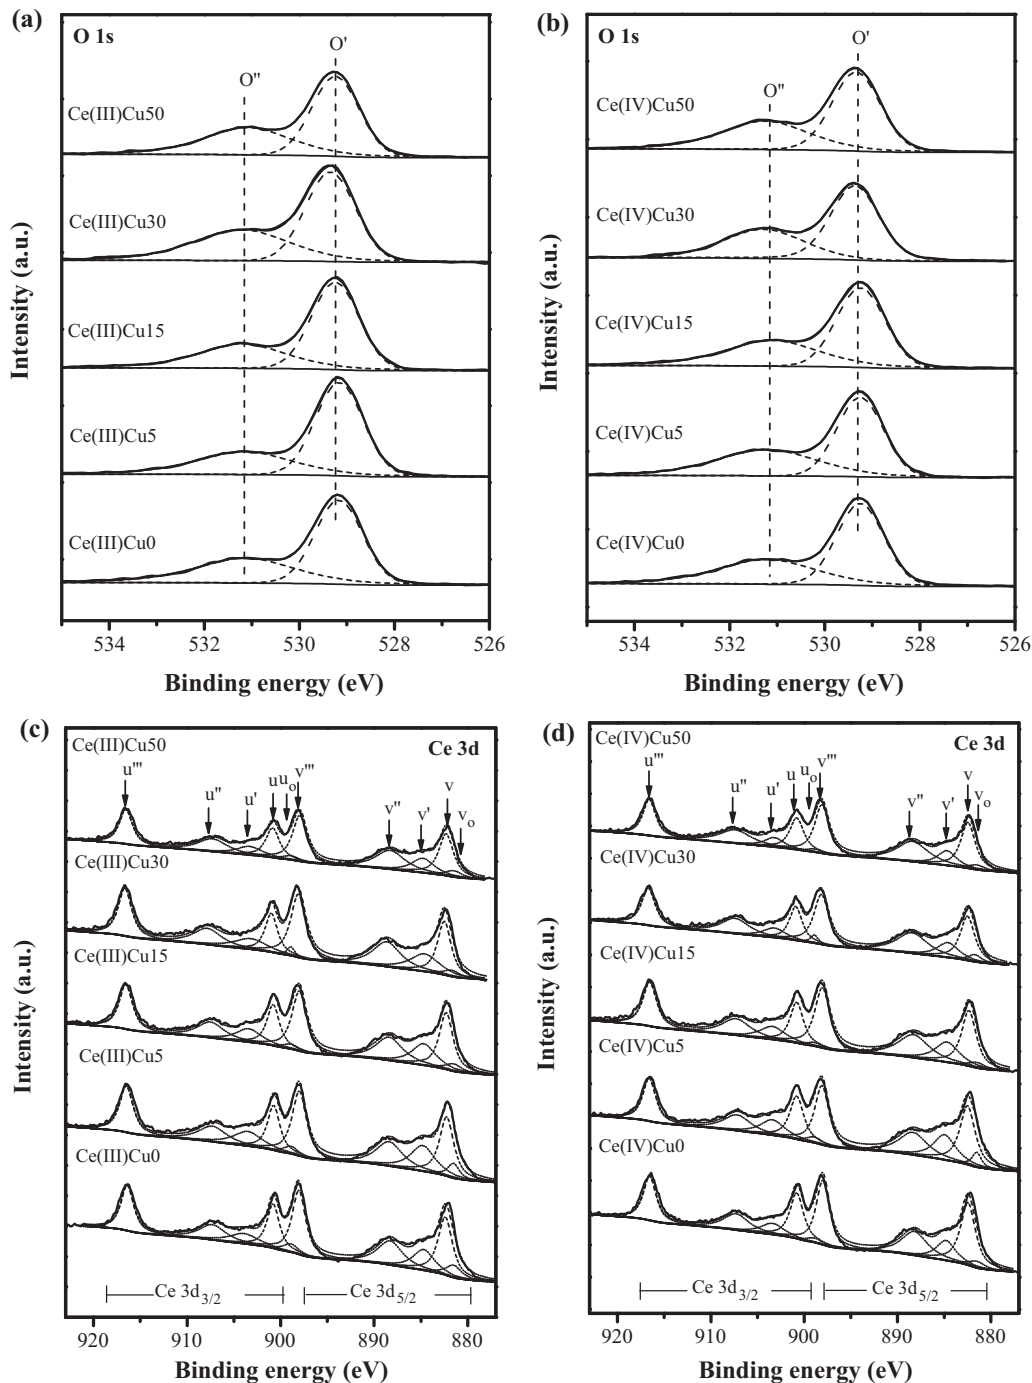 (a)
O 1s
O'
O"
Ce(III)Cu50
Ce(III)Cu30
Ce(III)Cu15
Ce(III)Cu5
Ce(III)Cu0
Intensity (a.u.)
534 532 530 528 526
Binding energy (eV)
(b)
O 1s
O'
O"
Ce(IV)Cu50
Ce(IV)Cu30
Ce(IV)Cu15
Ce(IV)Cu5
Ce(IV)Cu0
Intensity (a.u.)
534 532 530 528 526
Binding energy (eV)
(c)
Ce(III)Cu50
Ce 3d
u''' u'' u' u uo v''' v'' v' v vo
Ce(III)Cu30
Ce(III)Cu15
Ce(III)Cu5
Ce(III)Cu0
Ce 3d3/2 Ce 3d5/2
Intensity (a.u.)
920 910 900 890 880
Binding energy (eV)
(d)
Ce(IV)Cu50
Ce 3d
u''' u'' u' u uo v''' v'' v' v vo
Ce(IV)Cu30
Ce(IV)Cu15
Ce(IV)Cu5
Ce(IV)Cu0
Ce 3d3/2 Ce 3d5/2
Intensity (a.u.)
920 910 900 890 880
Binding energy (eV)